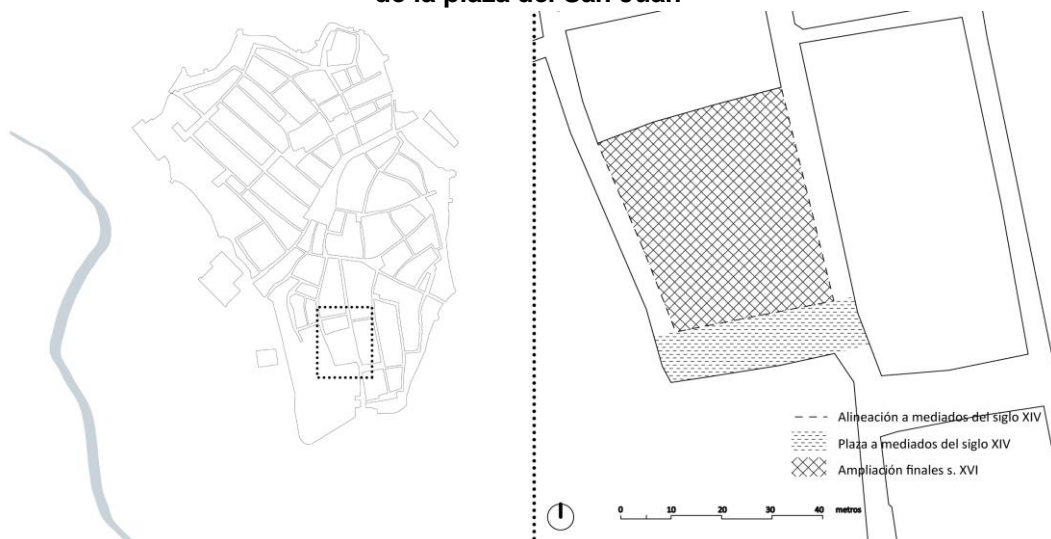 de la plaza del San Juan
Alineación a mediados del siglo XIV
Plaza a mediados del siglo XIV
Ampliación finales s. XVI
0 10 20 30 40 metros